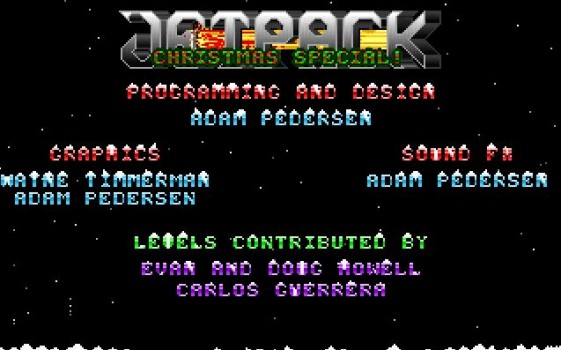 JETPACK
CHRISTMAS SPECIAL!
PROGRAMMING AND DESIGN
ADAM PEDERSEN
GRAPHICS
SOUND FX
WAYNE TIMMERMAN
ADAM PEDERSEN
ADAM PEDERSEN
LEVELS CONTRIBUTED BY
EVAN AND DOUG HOWELL
CARLOS GUERRERA